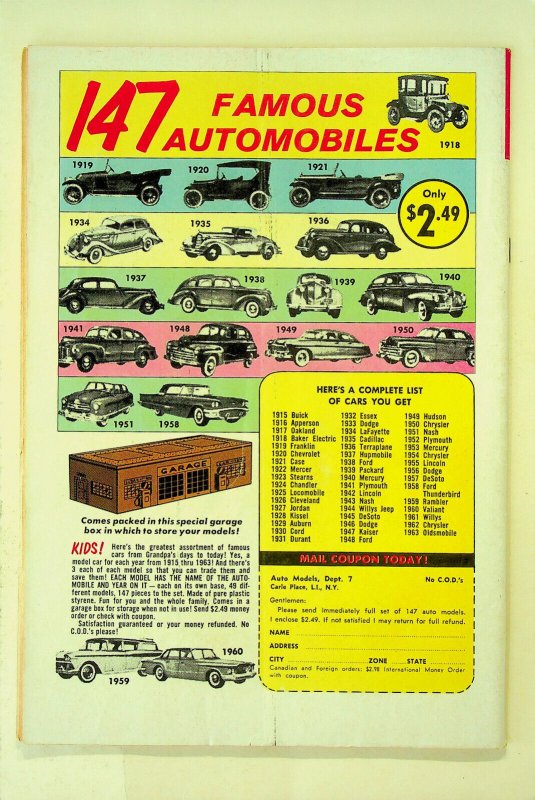 147 FAMOUS
AUTOMOBILES
1918
1919
1920
1921
Only
$2.49
1934
1935
1936
1937
1938
1939
1940
1941
1948
1949
1950
1951
1958
GARAGE
HERE'S A COMPLETE LIST
OF CARS YOU GET
1915 Buick
1916 Apperson
1917 Oakland
1918 Baker Electric
1919 Franklin
1920 Chevrolet
1921 Case
1922 Mercer
1923 Stearns
1924 Chandler
1925 Locomobile
1926 Cleveland
1927 Jordan
1928 Kissel
1929 Auburn
1930 Cord
1931 Durant
1932 Essex
1933 Dodge
1934 LaFayette
1935 Cadillac
1936 Terraplane
1937 Hupmobile
1938 Ford
1939 Packard
1940 Mercury
1941 Plymouth
1942 Lincoln
1943 Nash
1944 Willys Jeep
1945 DeSoto
1946 Dodge
1947 Kaiser
1948 Ford
1949 Hudson
1950 Chrysler
1951 Nash
1952 Plymouth
1953 Mercury
1954 Chrysler
1955 Lincoln
1956 Dodge
1957 DeSoto
1958 Ford
Thunderbird
1959 Rambler
1960 Valiant
1961 Willys
1962 Chrysler
1963 Oldsmobile
Comes packed in this special garage
box in which to store your models!
KIDS! Here's the greatest assortment of famous
cars from Grandpa's days to today! Yes, a
model car for each year from 1915 thru 1963! And there's
3 each of each model so that you can trade them and
save them! EACH MODEL HAS THE NAME OF THE AUTO-
MOBILE AND YEAR ON IT — each on its own base, 49 dif-
ferent models, 147 pieces to the set. Made of pure plastic
styrene. Fun for you and the whole family. Comes in a
garage box for storage when not in use! Send $2.49 money
order or check with coupon.
Satisfaction guaranteed or your money refunded. No
C.O.D.'s please!
1959
1960
MAIL COUPON TODAY!
Auto Models, Dept. 7 No C.O.D.'s
Carle Place, L.I., N.Y.
Gentlemen:
Please send immediately full set of 147 auto models.
I enclose $2.49. If not satisfied I may return for full refund.
NAME
ADDRESS
CITY ZONE STATE
Canadian and Foreign orders: $2.98 International Money Order
with coupon.